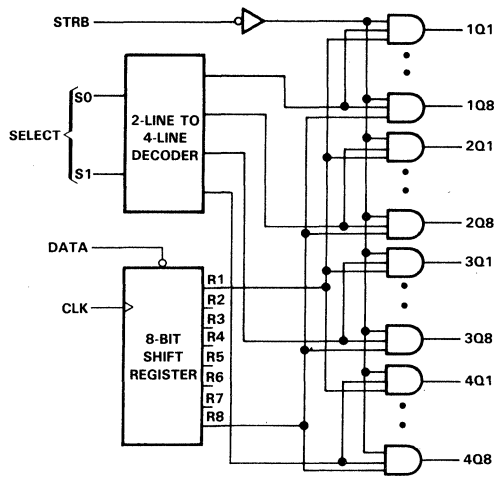 STRB
1Q1
S0
SELECT
S1
2-LINE TO
4-LINE
DECODER
1Q8
2Q1
2Q8
DATA
3Q1
CLK
8-BIT
SHIFT
REGISTER
R1
R2
R3
R4
R5
R6
R7
R8
3Q8
4Q1
4Q8